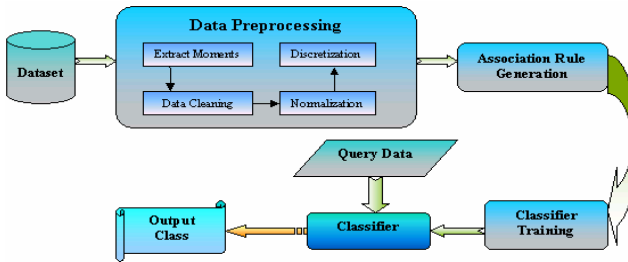 Data Preprocessing
Dataset
Extract Moments
Discretization
Data Cleaning
Normalization
Association Rule
Generation
Query Data
Output
Class
Classifier
Classifier
Training